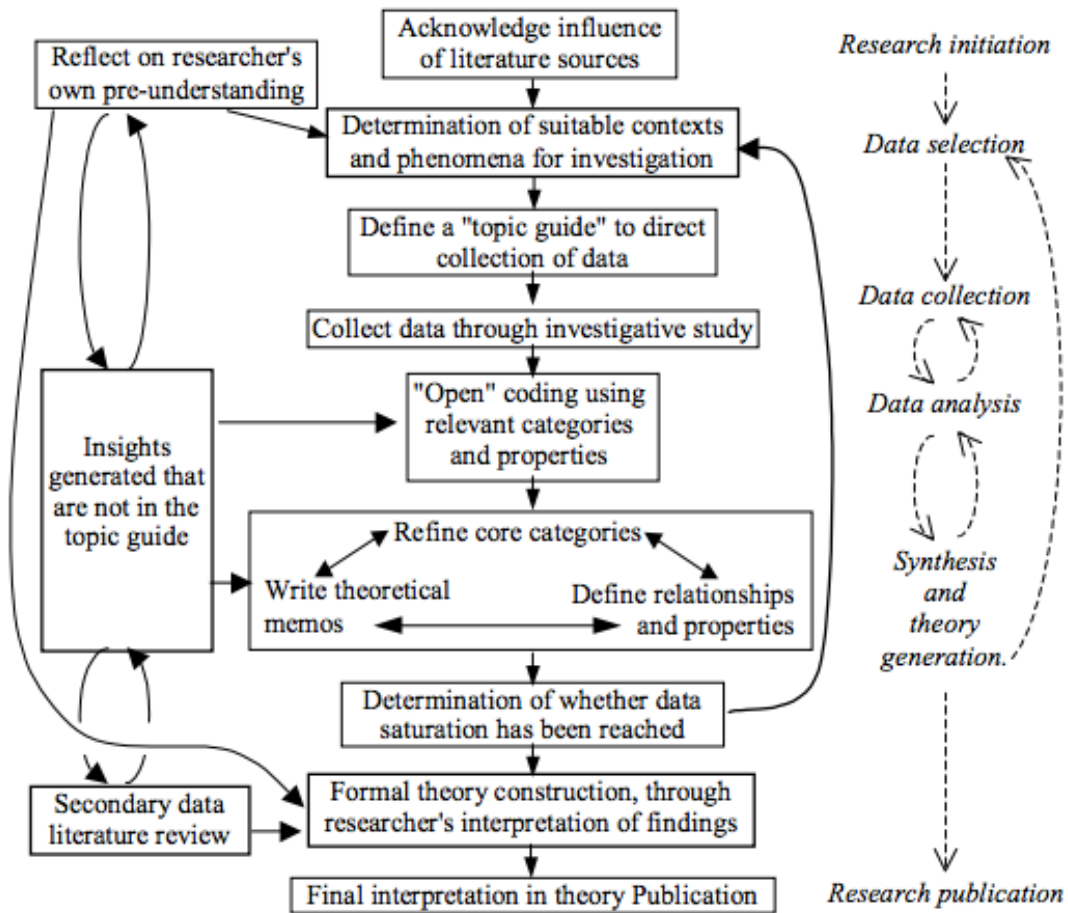 Acknowledge influence
of literature sources
Reflect on researcher's
own pre-understanding
Determination of suitable contexts
and phenomena for investigation
Define a "topic guide" to direct
collection of data
Collect data through investigative study
"Open" coding using
relevant categories
and properties
Insights
generated that
are not in the
topic guide
Refine core categories
Write theoretical
memos
Define relationships
and properties
Determination of whether data
saturation has been reached
Secondary data
literature review
Formal theory construction, through
researcher's interpretation of findings
Final interpretation in theory Publication
Research initiation
Data selection
Data collection
Data analysis
Synthesis
and
theory
generation.
Research publication